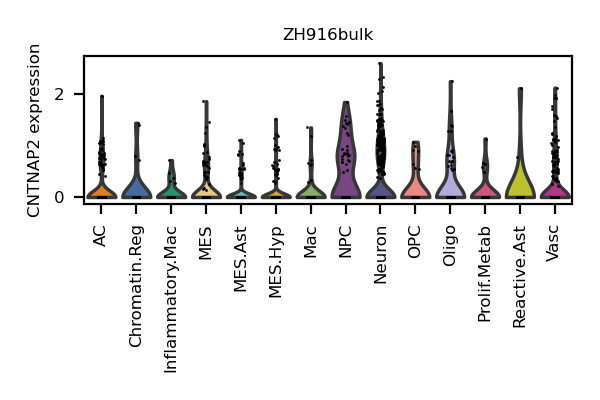 ZH916bulk
CNTNAP2 expression
2
0
AC
Chromatin.Reg
Inflammatory.Mac
MES
MES.Ast
MES.Hyp
Mac
NPC
Neuron
OPC
Oligo
Prolif.Metab
Reactive.Ast
Vasc